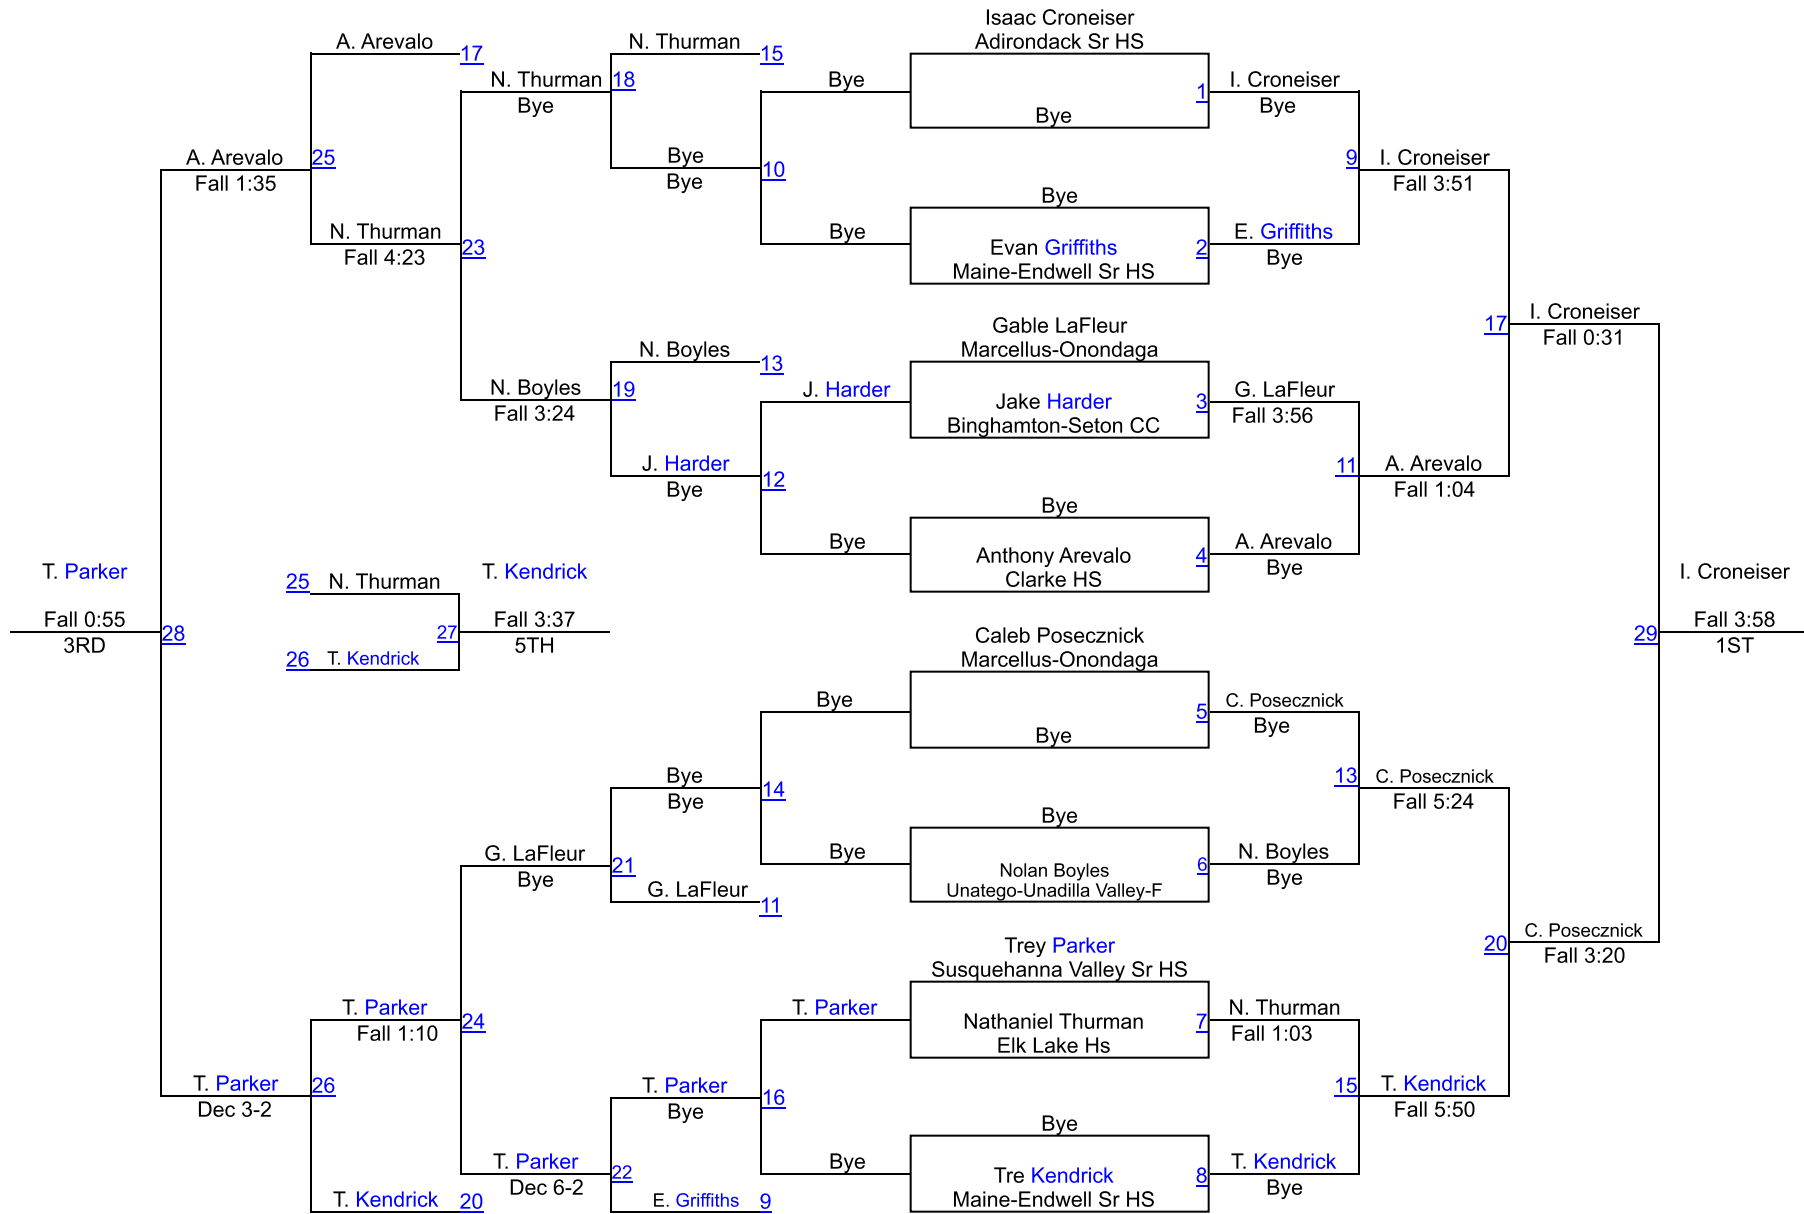 Isaac Croneiser
A. Arevalo 17 N. Thurman 15 Adirondack Sr HS
N. Thurman 18 Bye I. Croneiser
Bye 1 Bye
Bye
A. Arevalo 25 Bye 10 9 I. Croneiser
Fall 1:35 Bye Fall 3:51
Bye
N. Thurman 23 Bye Evan Griffiths 2 E. Griffiths
Fall 4:23 Maine-Endwell Sr HS Bye
Gable LaFleur 17 I. Croneiser
N. Boyles 13 Marcellus-Onondaga Fall 0:31
N. Boyles 19 J. Harder Jake Harder 3 G. LaFleur
Fall 3:24 Binghamton-Seton CC Fall 3:56
J. Harder 12 11 A. Arevalo
Bye Fall 1:04
Bye
Bye Anthony Arevalo 4 A. Arevalo
Clarke HS Bye
T. Parker 25 N. Thurman T. Kendrick I. Croneiser
Fall 0:55 28 27 Fall 3:37 29 Fall 3:58
3RD 26 T. Kendrick 5TH 1ST
Caleb Posecznick
Marcellus-Onondaga
Bye 5 C. Posecznick
Bye Bye
Bye 14 13 C. Posecznick
Bye Fall 5:24
Bye
G. LaFleur 21 Bye Nolan Boyles 6 N. Boyles
Bye G. LaFleur 11 Unatego-Unadilla Valley-F Bye
20 C. Posecznick
Fall 3:20
Trey Parker
Susquehanna Valley Sr HS
T. Parker 24 T. Parker Nathaniel Thurman 7 N. Thurman
Fall 1:10 Elk Lake Hs Fall 1:03
T. Parker 26 T. Parker 16 15 T. Kendrick
Dec 3-2 Bye Fall 5:50
Bye
T. Parker 22 Bye Tre Kendrick 8 T. Kendrick
Dec 6-2 Maine-Endwell Sr HS Bye
T. Kendrick 20 E. Griffiths 9